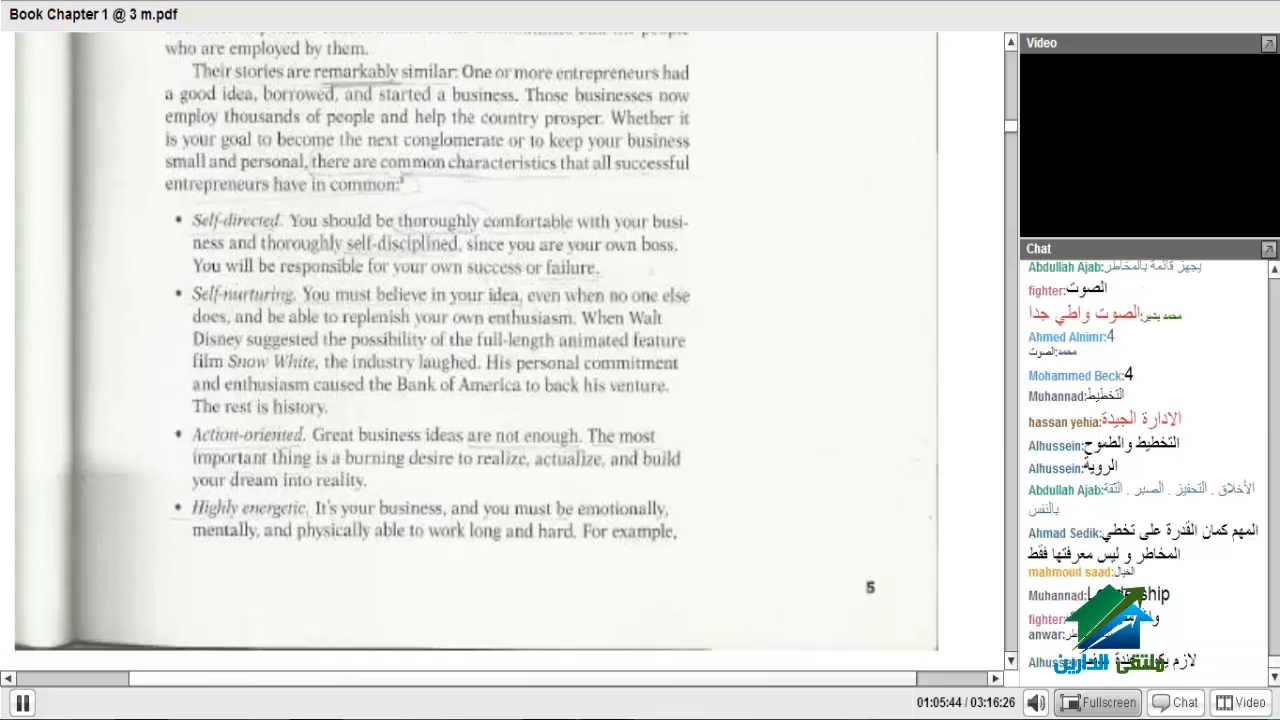 Book Chapter 1 @ 3 m.pdf
who are employed by them.
Their stories are remarkably similar: One or more entrepreneurs had
a good idea, borrowed, and started a business. Those businesses now
employ thousands of people and help the country prosper. Whether it
is your goal to become the next conglomerate or to keep your business
small and personal, there are common characteristics that all successful
entrepreneurs have in common:
• Self-directed. You should be thoroughly comfortable with your busi-
ness and thoroughly self-disciplined, since you are your own boss.
You will be responsible for your own success or failure.
• Self-nurturing. You must believe in your idea, even when no one else
does, and be able to replenish your own enthusiasm. When Walt
Disney suggested the possibility of the full-length animated feature
film Snow White, the industry laughed. His personal commitment
and enthusiasm caused the Bank of America to back his venture.
The rest is history.
• Action-oriented. Great business ideas are not enough. The most
important thing is a burning desire to realize, actualize, and build
your dream into reality.
• Highly energetic. It's your business, and you must be emotionally,
mentally, and physically able to work long and hard. For example,
5
Video
Chat
Abdullah Ajab: يجهز قائمة بالمخاطر
fighter: الصوت
محمد بشير: الصوت واطي جدا
Ahmed Alnimr: 4
محمد: الصوت
Mohammed Beck: 4
Muhannad: التخطيط
hassan yehia: الادارة الجيدة
Alhussein: التخطيط والطموح
Alhussein: الروية
Abdullah Ajab: الأخلاق . التحفيز . الصبر . الثقة
بالنفس
Ahmad Sedik: المهم كمان القدرة على تخطي
المخاطر و ليس معرفتها فقط
mahmoud saad: الخيال
Muhannad:
fighter:
anwar:
Alhussein: لازم
ملتقى الدارين
01:05:44 / 03:16:26
Fullscreen
Chat
Video